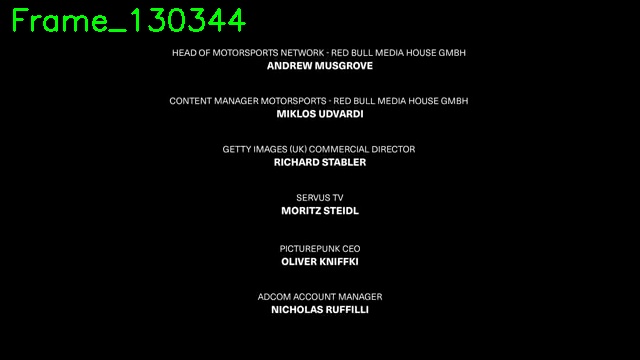 Frame_130344
HEAD OF MOTORSPORTS NETWORK - RED BULL MEDIA HOUSE GMBH
ANDREW MUSGROVE
CONTENT MANAGER MOTORSPORTS - RED BULL MEDIA HOUSE GMBH
MIKLOS UDVARDI
GETTY IMAGES (UK) COMMERCIAL DIRECTOR
RICHARD STABLER
SERVUS TV
MORITZ STEIDL
PICTUREPUNK CEO
OLIVER KNIFFKI
ADCOM ACCOUNT MANAGER
NICHOLAS RUFFILLI